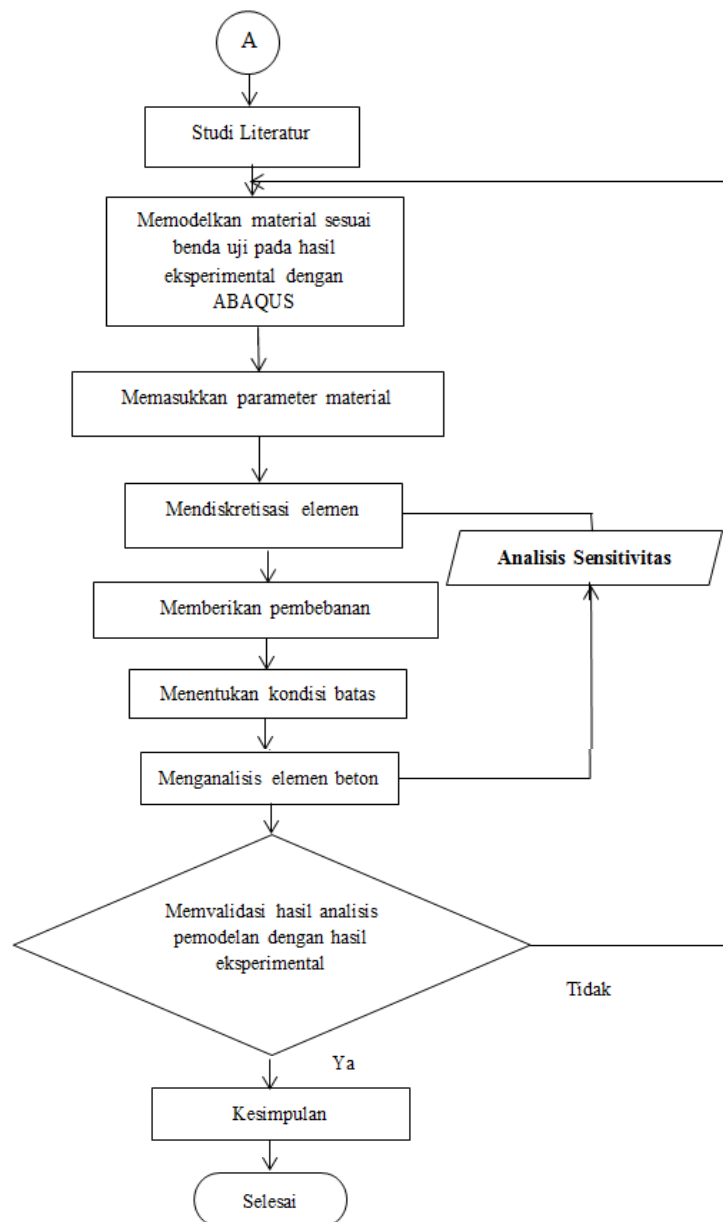 A
Studi Literatur
Memodelkan material sesuai
benda uji pada hasil
eksperimental dengan
ABAQUS
Memasukkan parameter material
Mendiskretisasi elemen
Analisis Sensitivitas
Memberikan pembebanan
Menentukan kondisi batas
Menganalisis elemen beton
Memvalidasi hasil analisis
pemodelan dengan hasil
eksperimental
Tidak
Ya
Kesimpulan
Selesai